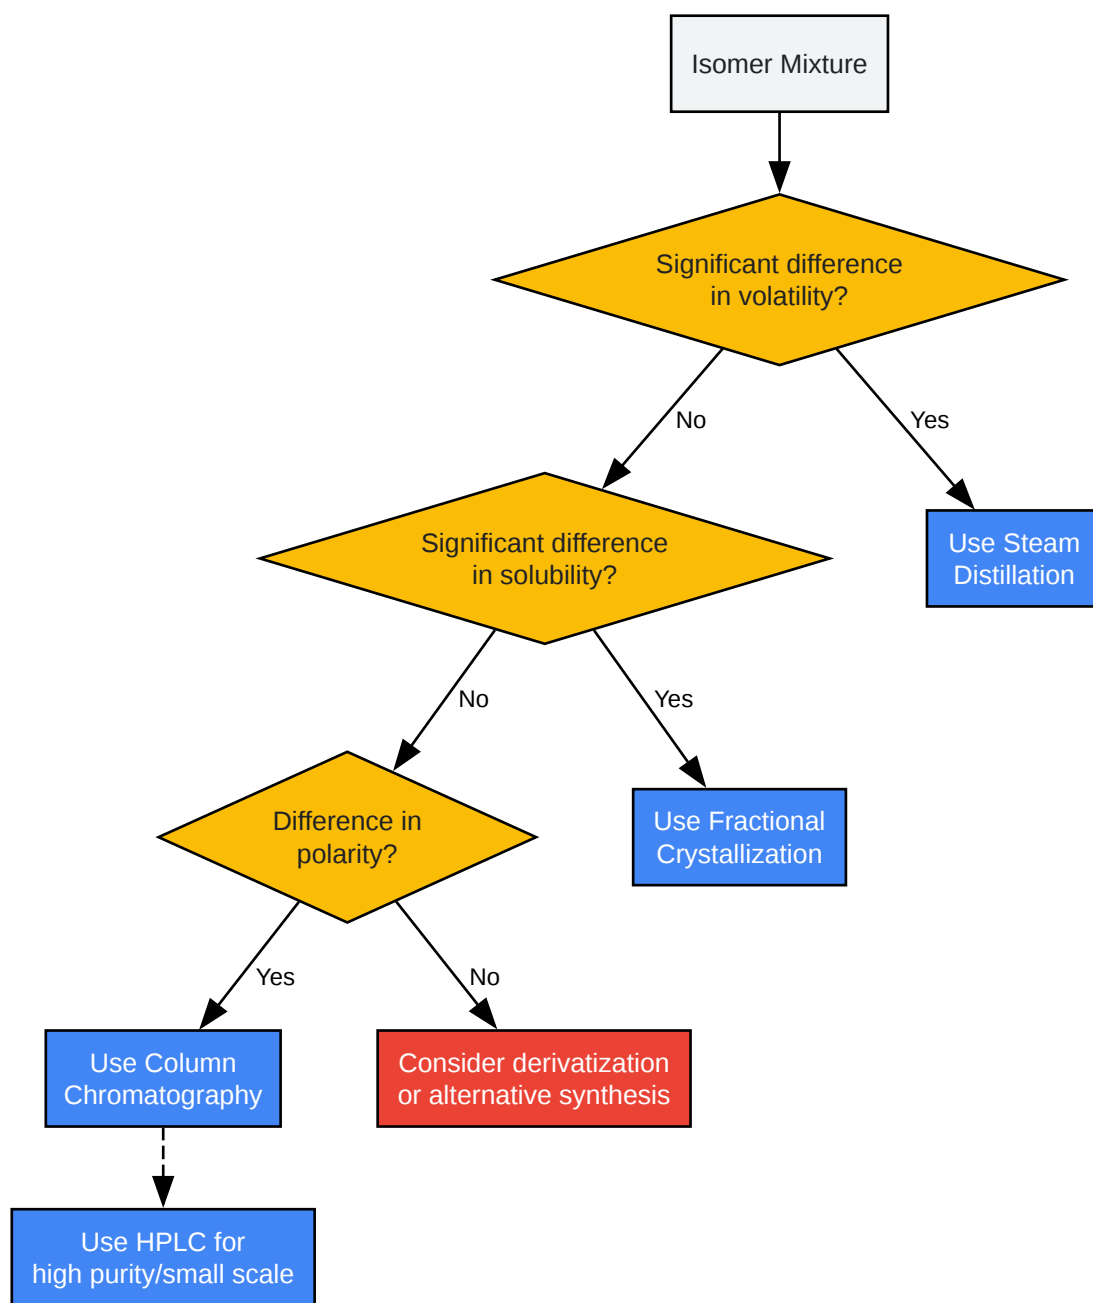 Isomer Mixture
Significant difference
in volatility?
No
Yes
Significant difference
in solubility?
Use Steam
Distillation
No
Yes
Difference in
polarity?
Use Fractional
Crystallization
Yes
No
Use Column
Chromatography
Consider derivatization
or alternative synthesis
Use HPLC for
high purity/small scale